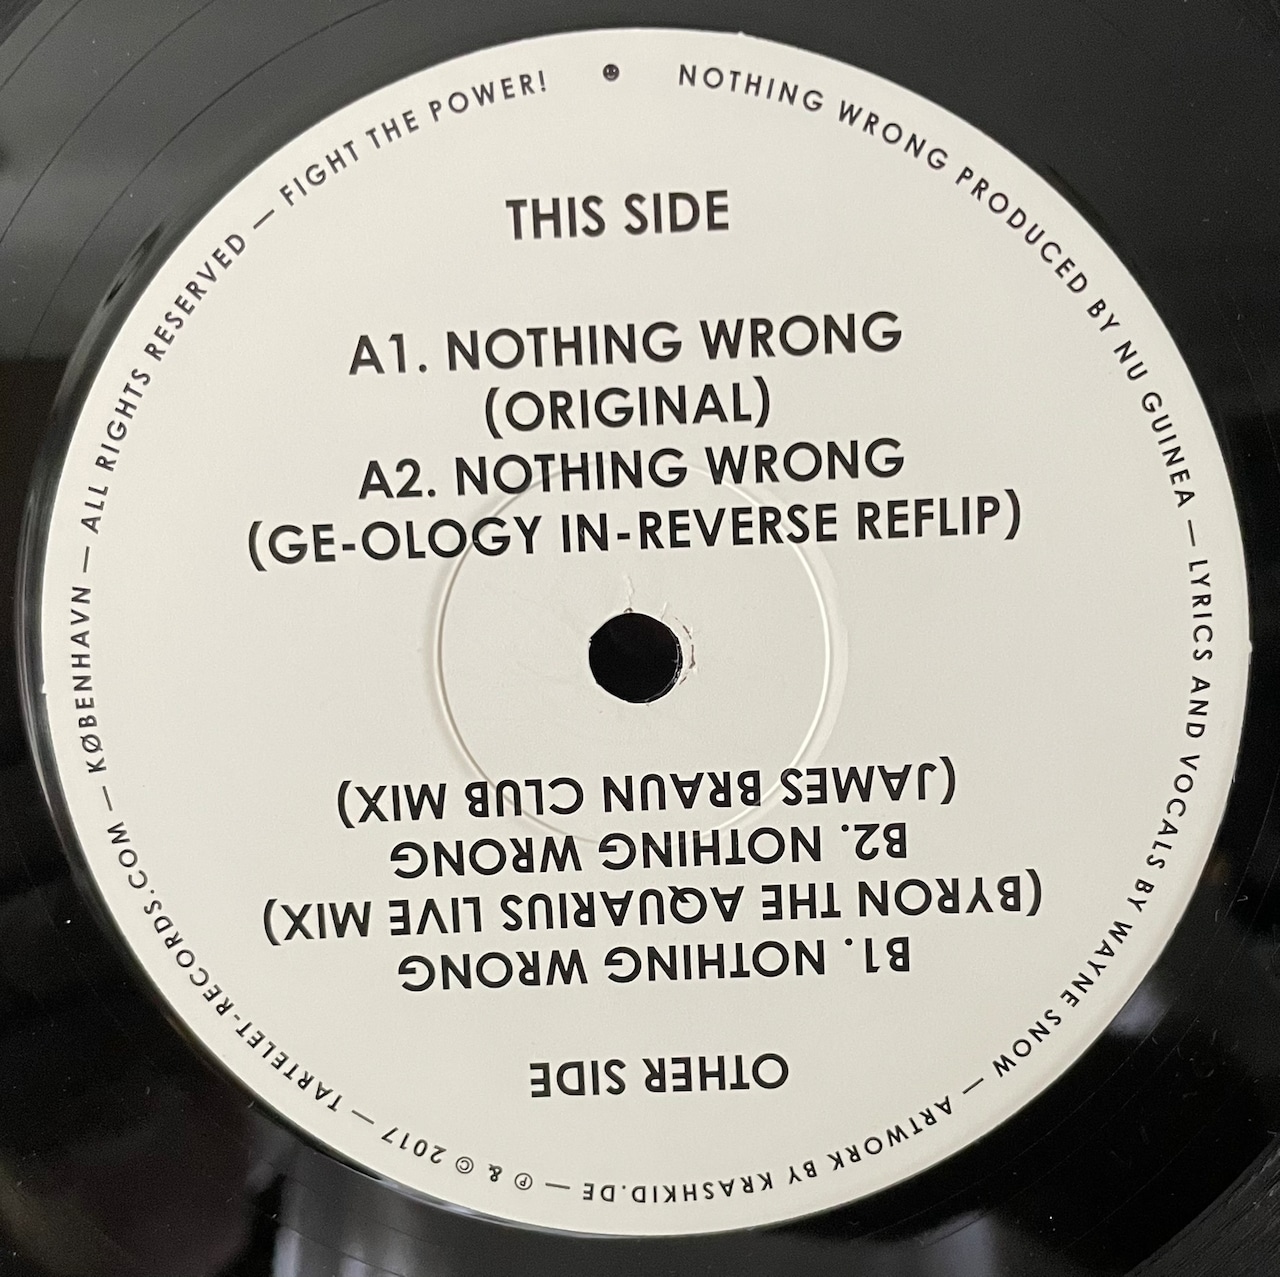 NOTHING WRONG PRODUCED BY NU GUINEA — LYRICS AND VOCALS BY WAYNE SNOW — ARTWORK BY KRASHKID.DE — ℗ & © 2017 — TARTELET-RECORDS.COM — KØBENHAVN — ALL RIGHTS RESERVED — FIGHT THE POWER!
THIS SIDE
A1. NOTHING WRONG
(ORIGINAL)
A2. NOTHING WRONG
(GE-OLOGY IN-REVERSE REFLIP)
OTHER SIDE
B1. NOTHING WRONG
(BYRON THE AQUARIUS LIVE MIX)
B2. NOTHING WRONG
(JAMES BRAUN CLUB MIX)